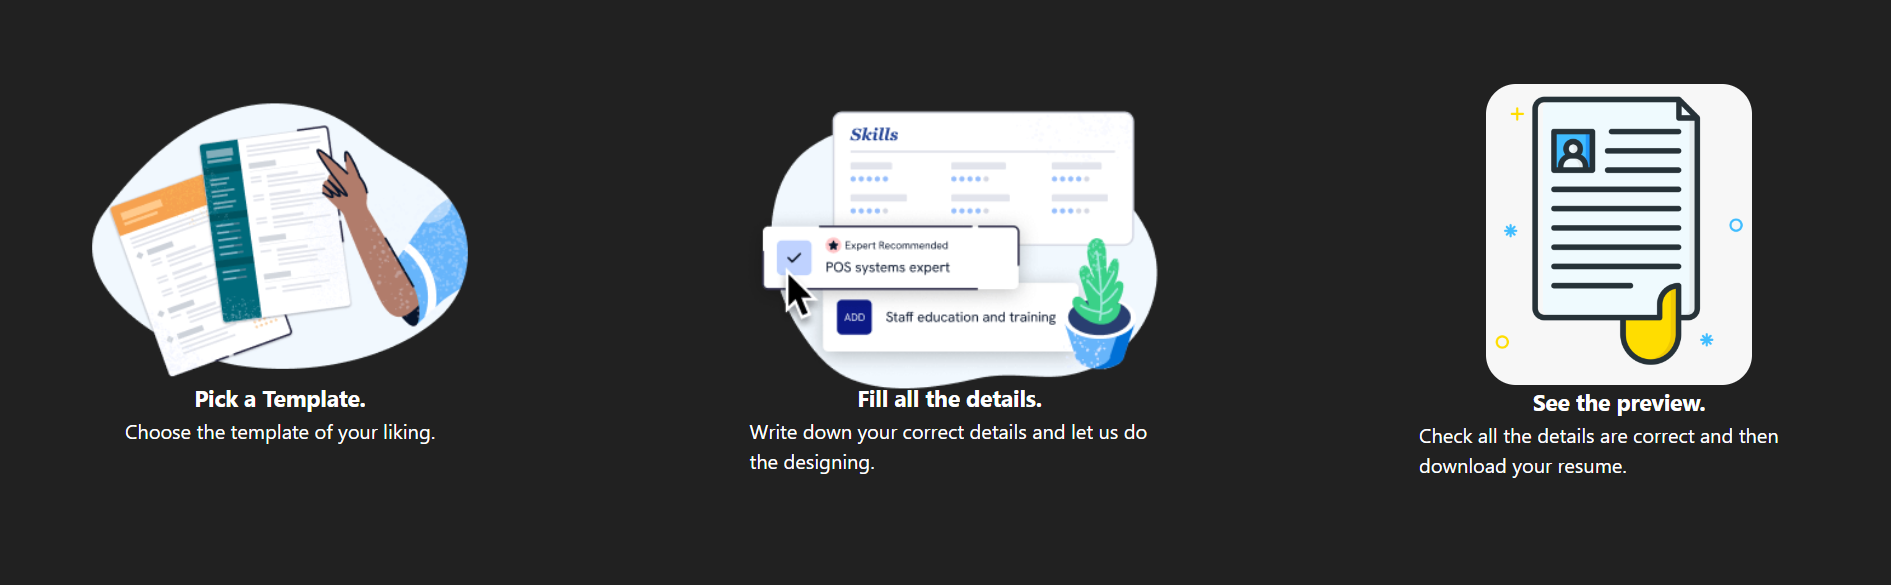 Skills
Expert Recommended
POS systems expert
ADD
Staff education and training
Pick a Template.
Choose the template of your liking.
Fill all the details.
Write down your correct details and let us do
the designing.
See the preview.
Check all the details are correct and then
download your resume.